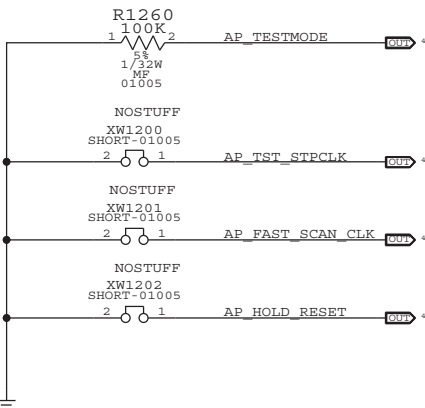 R1260
100K
1 2 AP_TESTMODE OUT 4
5%
1/32W
MF
01005
NOSTUFF
XW1200
SHORT-01005
2 1 AP_TST_STPCLK OUT 4
NOSTUFF
XW1201
SHORT-01005
2 1 AP_FAST_SCAN_CLK OUT 4
NOSTUFF
XW1202
SHORT-01005
2 1 AP_HOLD_RESET OUT 4